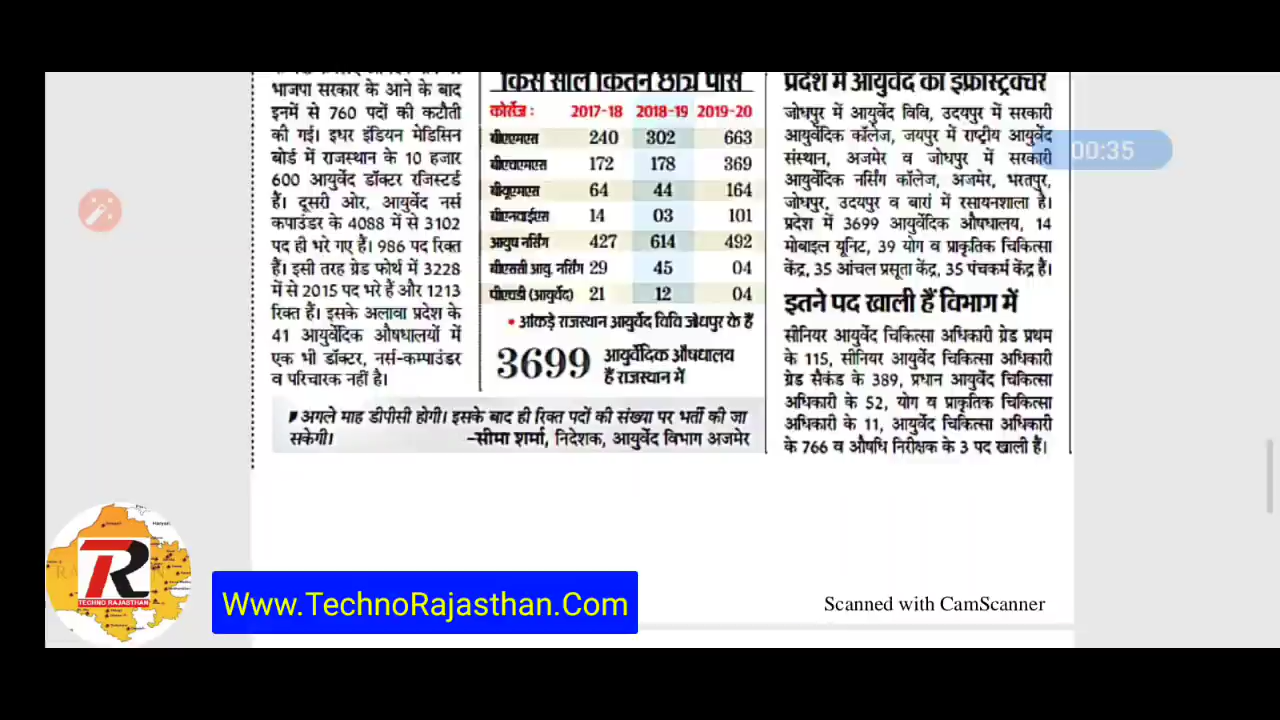 भाजपा सरकार के आने के बाद
इनमें से 760 पदों की कटौती
की गई। इधर इंडियन मेडिसिन
बोर्ड में राजस्थान के 10 हजार
600 आयुर्वेद डॉक्टर रजिस्टर्ड
हैं। दूसरी ओर, आयुर्वेद नर्स
कपाउंडर के 4088 में से 3102
पद ही भरे गए हैं। 986 पद रिक्त
हैं। इसी तरह ग्रेड फोर्थ में 3228
में से 2015 पद भरे हैं और 1213
रिक्त हैं। इसके अलावा प्रदेश के
41 आयुर्वेदिक औषधालयों में
एक भी डॉक्टर, नर्स-कम्पाउंडर
व परिचारक नहीं है।
किस साल कितने छात्र पास
कोर्सेज : 2017-18 2018-19 2019-20
बीएएमएस 240 302 663
बीएचएमएस 172 178 369
बीयूएमएस 64 44 164
बीएनवाईएस 14 03 101
आयुष नर्सिंग 427 614 492
बीएससी आयु. नर्सिंग 29 45 04
पीएचडी (आयुर्वेद) 21 12 04
• आंकड़े राजस्थान आयुर्वेद विवि जोधपुर के हैं
3699 आयुर्वेदिक औषधालय
हैं राजस्थान में
अगले माह डीपीसी होगी। इसके बाद ही रिक्त पदों की संख्या पर भर्ती की जा
सकेगी। -सीमा शर्मा, निदेशक, आयुर्वेद विभाग अजमेर
प्रदेश में आयुर्वेद का इंफ्रास्ट्रक्चर
जोधपुर में आयुर्वेद विवि, उदयपुर में सरकारी
आयुर्वेदिक कॉलेज, जयपुर में राष्ट्रीय आयुर्वेद
संस्थान, अजमेर व जोधपुर में सरकारी
आयुर्वेदिक नर्सिंग कॉलेज, अजमेर, भरतपुर,
जोधपुर, उदयपुर व बारां में रसायनशाला है।
प्रदेश में 3699 आयुर्वेदिक औषधालय, 14
मोबाइल यूनिट, 39 योग व प्राकृतिक चिकित्सा
केंद्र, 35 आंचल प्रसूता केंद्र, 35 पंचकर्म केंद्र हैं।
इतने पद खाली हैं विभाग में
सीनियर आयुर्वेद चिकित्सा अधिकारी ग्रेड प्रथम
के 115, सीनियर आयुर्वेद चिकित्सा अधिकारी
ग्रेड सैकंड के 389, प्रधान आयुर्वेद चिकित्सा
अधिकारी के 52, योग व प्राकृतिक चिकित्सा
अधिकारी के 11, आयुर्वेद चिकित्सा अधिकारी
के 766 व औषधि निरीक्षक के 3 पद खाली हैं।
00:35
TR
TECHNO RAJASTHAN
Www.TechnoRajasthan.Com
Scanned with CamScanner